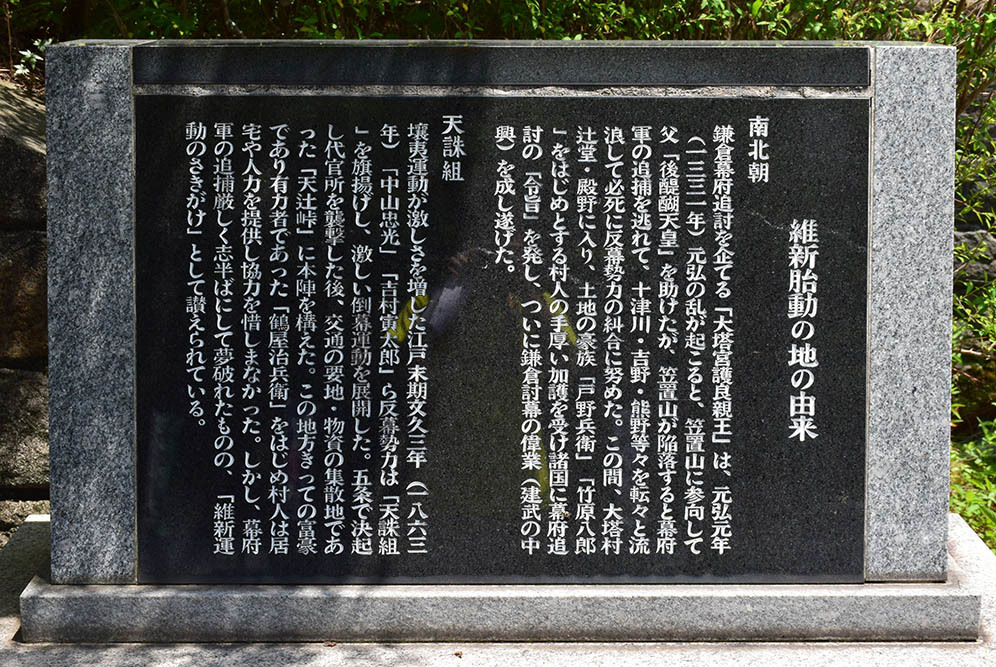 維新胎動の地の由来
南北朝
鎌倉幕府追討を企てる「大塔宮護良親王」は、元弘元年
（一三三一年）元弘の乱が起こると、笠置山に参向して
父「後醍醐天皇」を助けたが、笠置山が陥落すると幕府
軍の追捕を逃れて、十津川・吉野・熊野等々を転々と流
浪して必死に反幕勢力の糾合に努めた。この間、大塔村
辻堂・殿野に入り、土地の豪族「戸野兵衛」「竹原八郎
」をはじめとする村人の手厚い加護を受け諸国に幕府追
討の「令旨」を発し、ついに鎌倉討幕の偉業（建武の中
興）を成し遂げた。
天誅組
壤夷運動が激しさを増した江戸末期文久三年（一八六三
年）「中山忠光」「吉村寅太郎」ら反幕勢力は「天誅組
」を旗揚げし、激しい倒幕運動を展開した。五条で決起
し代官所を襲撃した後、交通の要地・物資の集散地であ
った「天辻峠」に本陣を構えた。この地方きっての富豪
であり有力者であった「鶴屋治兵衛」をはじめ村人は居
宅や人力を提供し協力を惜しまなかった。しかし、幕府
軍の追捕厳しく志半ばにして夢破れたものの、「維新運
動のさきがけ」として讃えられている。